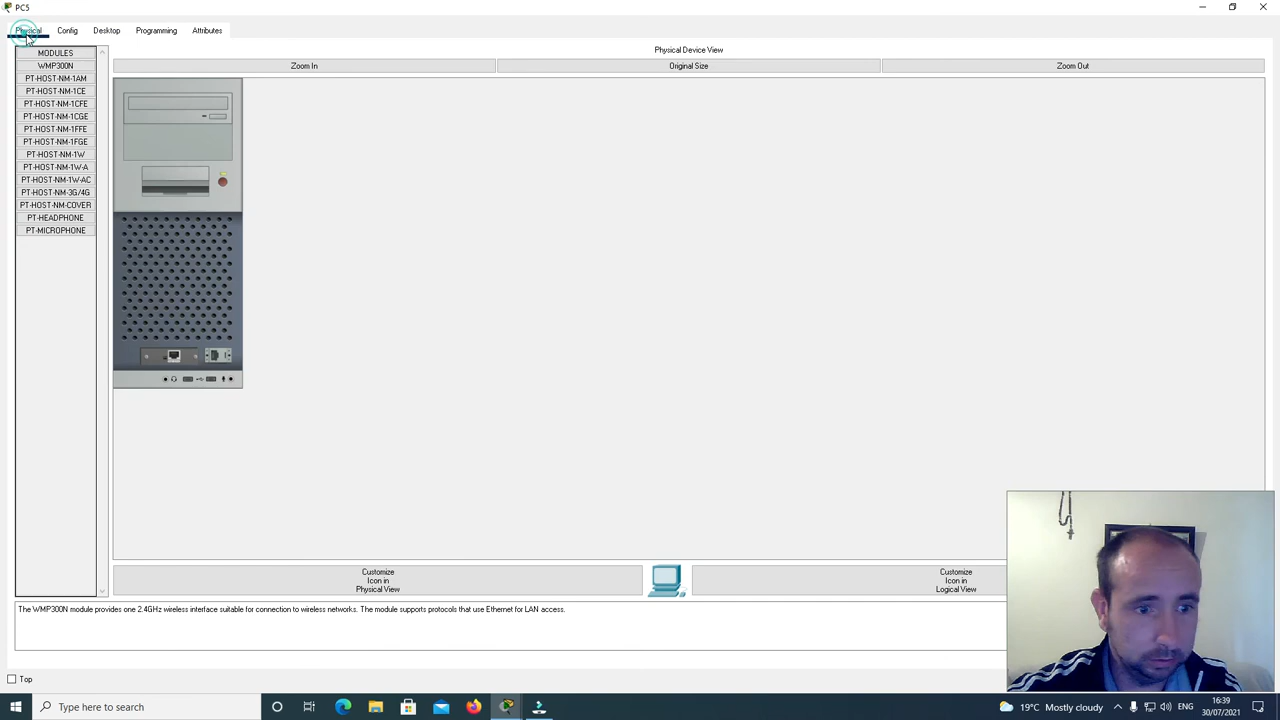 PC5
Physical Config Desktop Programming Attributes
MODULES
WMP300N
PT-HOST-NM-1AM
PT-HOST-NM-1CE
PT-HOST-NM-1CFE
PT-HOST-NM-1CGE
PT-HOST-NM-1FFE
PT-HOST-NM-1FGE
PT-HOST-NM-1W
PT-HOST-NM-1W-A
PT-HOST-NM-1W-AC
PT-HOST-NM-3G/4G
PT-HOST-NM-COVER
PT-HEADPHONE
PT-MICROPHONE
Physical Device View
Zoom In Original Size Zoom Out
Customize
Icon in
Physical View
Customize
Icon in
Logical View
The WMP300N module provides one 2.4GHz wireless interface suitable for connection to wireless networks. The module supports protocols that use Ethernet for LAN access.
Top
Type here to search
19°C Mostly cloudy
16:39
30/07/2021